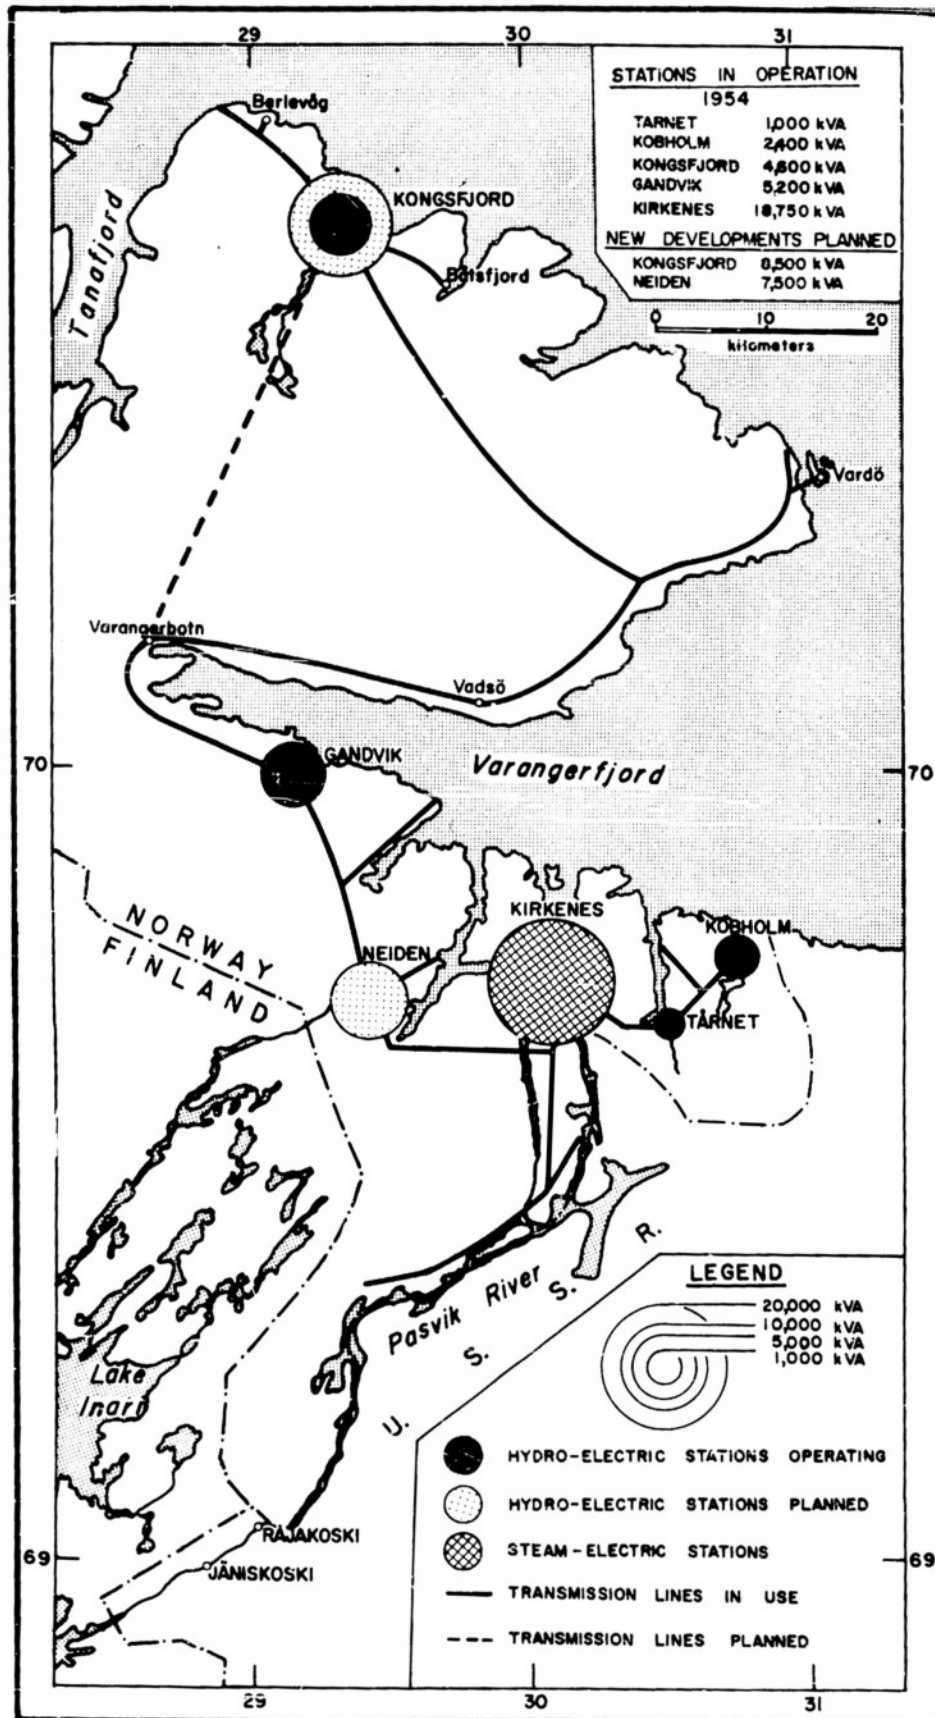 29 30 31
STATIONS IN OPERATION
1954
TARNET 1,000 kVA
KOBHOLM 2,400 kVA
KONGSFJORD 4,600 kVA
GANDVIK 5,200 kVA
KIRKENES 18,750 kVA
NEW DEVELOPMENTS PLANNED
KONGSFJORD 8,500 kVA
NEIDEN 7,500 kVA
0 10 20
kilometers
Berlevåg
KONGSFJORD
Tanafjord
Båtsfjord
Vardö
Varangerbotn
Vadsö
GANDVIK
Varangerfjord
70 70
NORWAY
FINLAND
KIRKENES
KOBHOLM
NEIDEN
TÅRNET
Pasvik River
U. S. S. R.
Lake
Inari
RAJAKOSKI
JÄNISKOSKI
69 69
LEGEND
20,000 kVA
10,000 kVA
5,000 kVA
1,000 kVA
HYDRO-ELECTRIC STATIONS OPERATING
HYDRO-ELECTRIC STATIONS PLANNED
STEAM-ELECTRIC STATIONS
TRANSMISSION LINES IN USE
TRANSMISSION LINES PLANNED
29 30 31